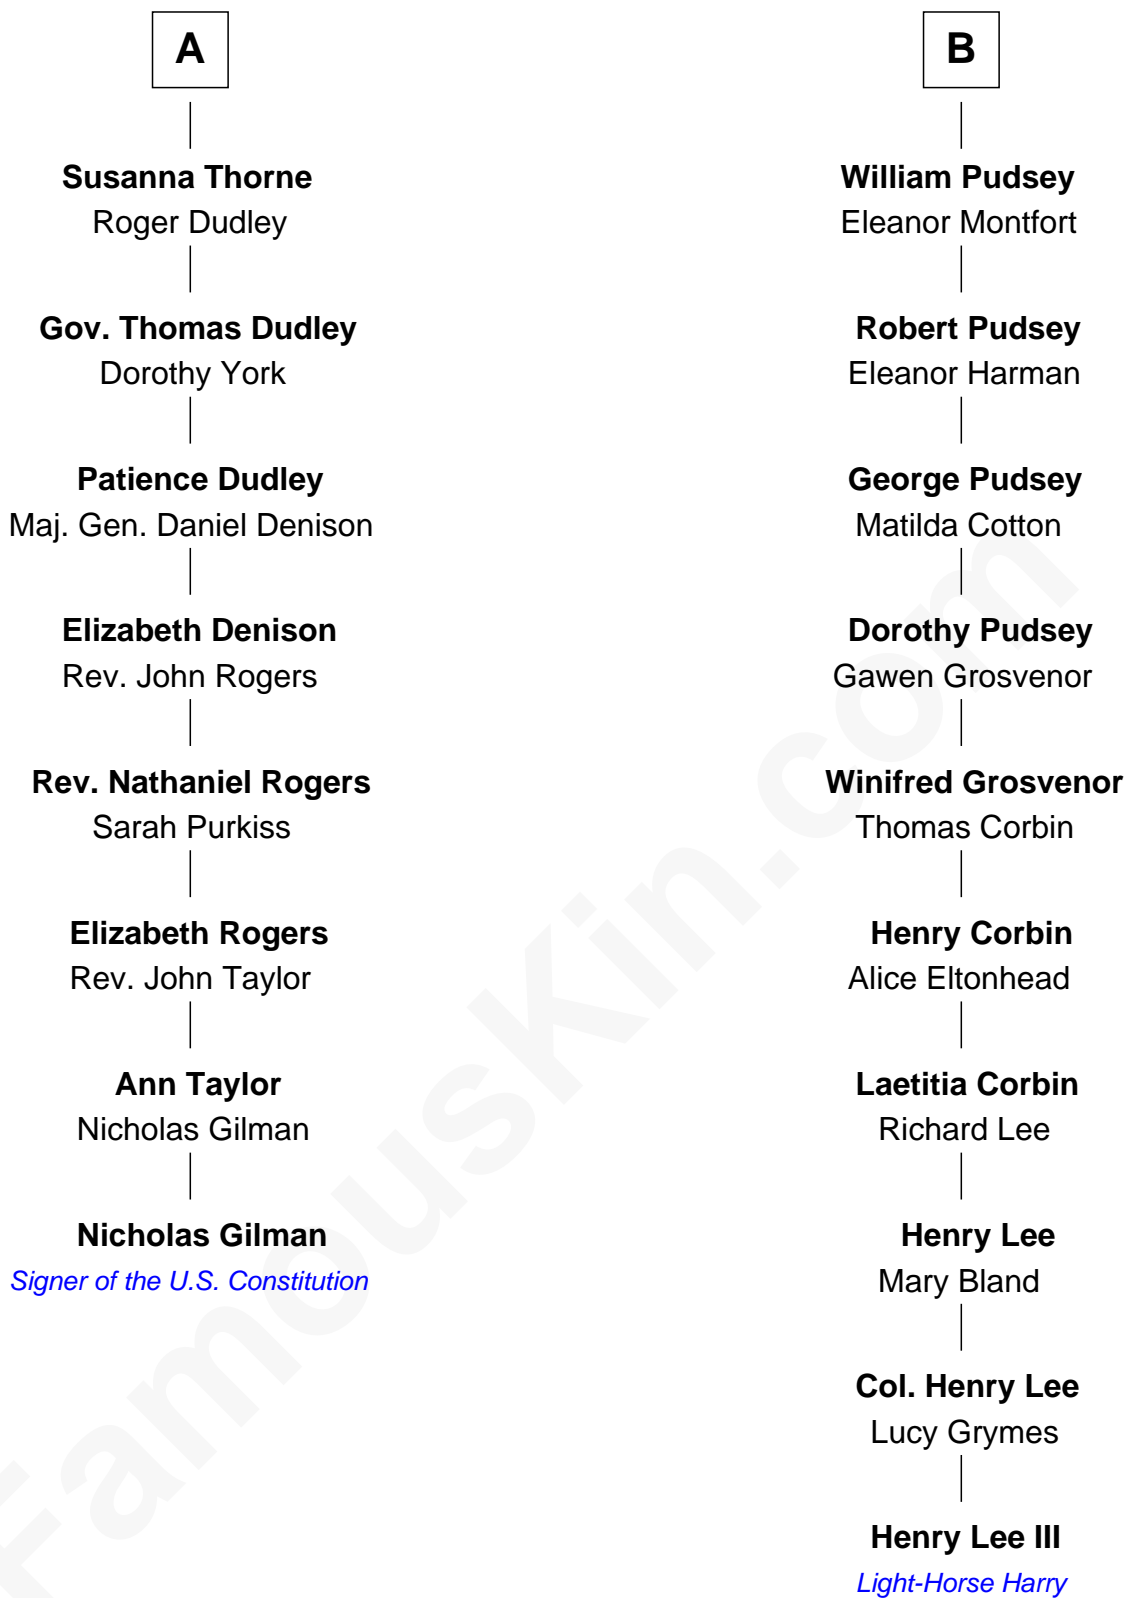 A
Susanna Thorne
Roger Dudley
Gov. Thomas Dudley
Dorothy York
Patience Dudley
Maj. Gen. Daniel Denison
Elizabeth Denison
Rev. John Rogers
Rev. Nathaniel Rogers
Sarah Purkiss
Elizabeth Rogers
Rev. John Taylor
Ann Taylor
Nicholas Gilman
Nicholas Gilman
Signer of the U.S. Constitution
B
William Pudsey
Eleanor Montfort
Robert Pudsey
Eleanor Harman
George Pudsey
Matilda Cotton
Dorothy Pudsey
Gawen Grosvenor
Winifred Grosvenor
Thomas Corbin
Henry Corbin
Alice Eltonhead
Laetitia Corbin
Richard Lee
Henry Lee
Mary Bland
Col. Henry Lee
Lucy Grymes
Henry Lee III
Light-Horse Harry
FamousKin.com